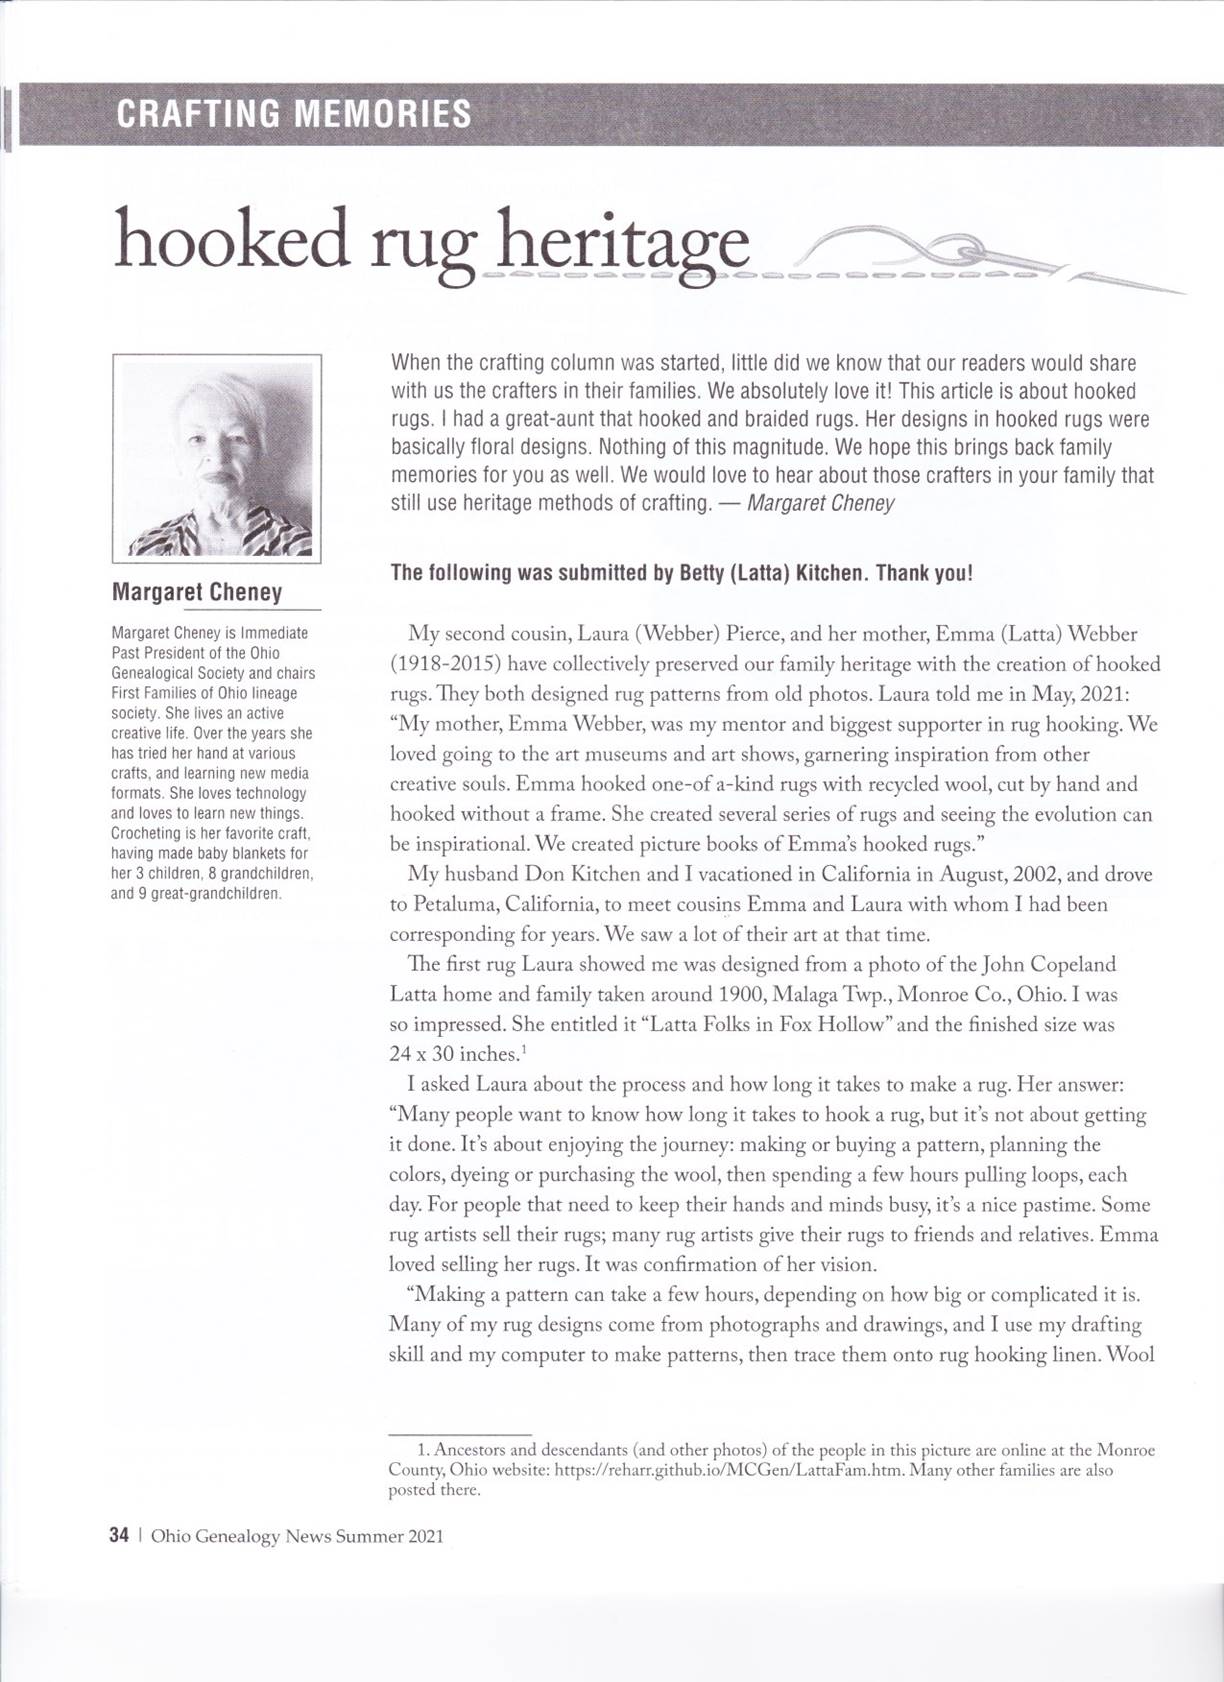 CRAFTING MEMORIES
hooked rug heritage
Margaret Cheney
Margaret Cheney is Immediate
Past President of the Ohio
Genealogical Society and chairs
First Families of Ohio lineage
society. She lives an active
creative life. Over the years she
has tried her hand at various
crafts, and learning new media
formats. She loves technology
and loves to learn new things.
Crocheting is her favorite craft,
having made baby blankets for
her 3 children, 8 grandchildren,
and 9 great-grandchildren.
When the crafting column was started, little did we know that our readers would share
with us the crafters in their families. We absolutely love it! This article is about hooked
rugs. I had a great-aunt that hooked and braided rugs. Her designs in hooked rugs were
basically floral designs. Nothing of this magnitude. We hope this brings back family
memories for you as well. We would love to hear about those crafters in your family that
still use heritage methods of crafting. — Margaret Cheney
The following was submitted by Betty (Latta) Kitchen. Thank you!
My second cousin, Laura (Webber) Pierce, and her mother, Emma (Latta) Webber
(1918-2015) have collectively preserved our family heritage with the creation of hooked
rugs. They both designed rug patterns from old photos. Laura told me in May, 2021:
“My mother, Emma Webber, was my mentor and biggest supporter in rug hooking. We
loved going to the art museums and art shows, garnering inspiration from other
creative souls. Emma hooked one-of a-kind rugs with recycled wool, cut by hand and
hooked without a frame. She created several series of rugs and seeing the evolution can
be inspirational. We created picture books of Emma’s hooked rugs.”
My husband Don Kitchen and I vacationed in California in August, 2002, and drove
to Petaluma, California, to meet cousins Emma and Laura with whom I had been
corresponding for years. We saw a lot of their art at that time.
The first rug Laura showed me was designed from a photo of the John Copeland
Latta home and family taken around 1900, Malaga Twp., Monroe Co., Ohio. I was
so impressed. She entitled it “Latta Folks in Fox Hollow” and the finished size was
24 x 30 inches.1
I asked Laura about the process and how long it takes to make a rug. Her answer:
“Many people want to know how long it takes to hook a rug, but it’s not about getting
it done. It’s about enjoying the journey: making or buying a pattern, planning the
colors, dyeing or purchasing the wool, then spending a few hours pulling loops, each
day. For people that need to keep their hands and minds busy, it’s a nice pastime. Some
rug artists sell their rugs; many rug artists give their rugs to friends and relatives. Emma
loved selling her rugs. It was confirmation of her vision.
“Making a pattern can take a few hours, depending on how big or complicated it is.
Many of my rug designs come from photographs and drawings, and I use my drafting
skill and my computer to make patterns, then trace them onto rug hooking linen. Wool
1. Ancestors and descendants (and other photos) of the people in this picture are online at the Monroe
County, Ohio website: https://reharr.github.io/MCGen/LattaFam.htm. Many other families are also
posted there.
34 | Ohio Genealogy News Summer 2021